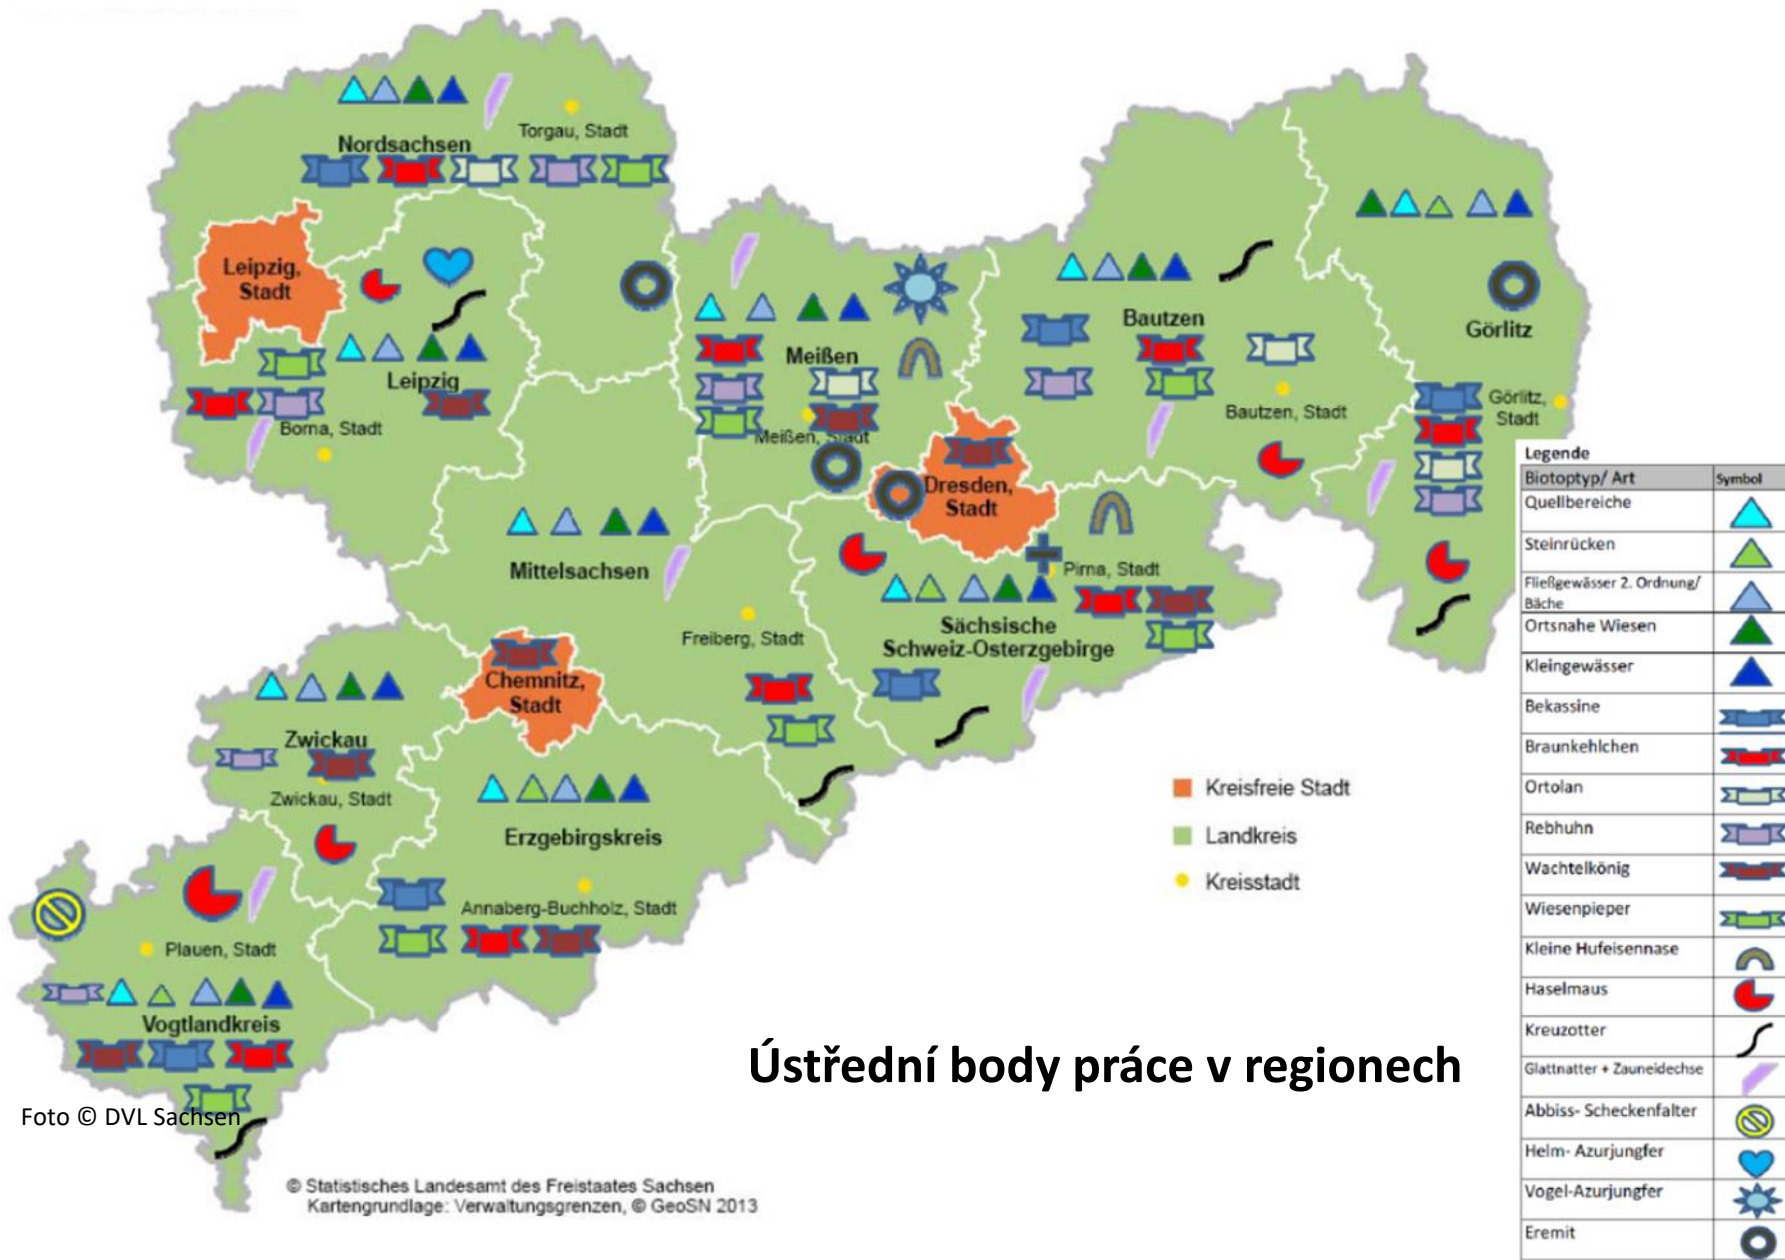 Torgau, Stadt
Nordsachsen
Leipzig,
Stadt
Leipzig
Borna, Stadt
Meißen
Meißen, Stadt
Bautzen
Bautzen, Stadt
Görlitz
Görlitz,
Stadt
Dresden,
Stadt
Mittelsachsen
Freiberg, Stadt
Pirna, Stadt
Sächsische
Schweiz-Osterzgebirge
Chemnitz,
Stadt
Zwickau
Zwickau, Stadt
Erzgebirgskreis
Annaberg-Buchholz, Stadt
Plauen, Stadt
Vogtlandkreis
Kreisfreie Stadt
Landkreis
Kreisstadt
Legende
Biotoptyp/ Art Symbol
Quellbereiche
Steinrücken
Fließgewässer 2. Ordnung/
Bäche
Ortsnahe Wiesen
Kleingewässer
Bekassine
Braunkehlchen
Ortolan
Rebhuhn
Wachtelkönig
Wiesenpieper
Kleine Hufeisennase
Haselmaus
Kreuzotter
Glattnatter + Zauneidechse
Abbiss- Scheckenfalter
Helm- Azurjungfer
Vogel-Azurjungfer
Eremit
Ústřední body práce v regionech
Foto © DVL Sachsen
© Statistisches Landesamt des Freistaates Sachsen
Kartengrundlage: Verwaltungsgrenzen, © GeoSN 2013